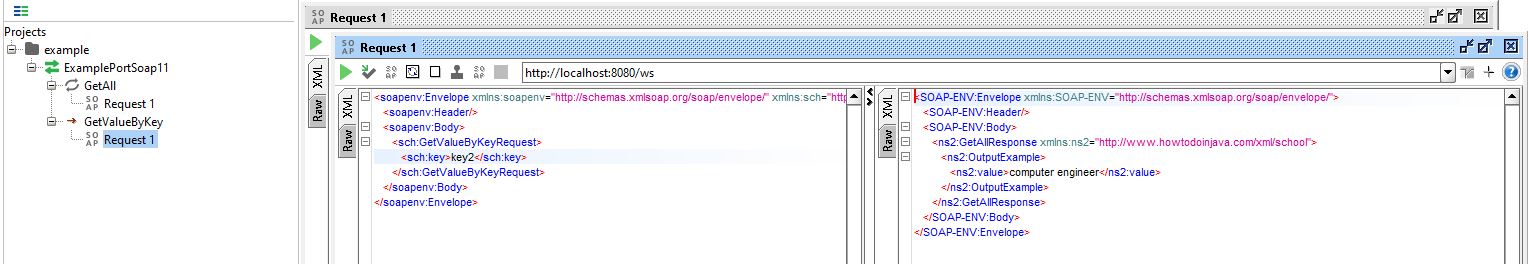 Projects
example
ExamplePortSoap11
GetAll
SO AP Request 1
GetValueByKey
SO AP Request 1
SO AP Request 1
SO AP Request 1
SO AP SO AP http://localhost:8080/ws
XML
Raw
XML
Raw
<soapenv:Envelope xmlns:soapenv="http://schemas.xmlsoap.org/soap/envelope/" xmlns:sch="http
<soapenv:Header/>
<soapenv:Body>
<sch:GetValueByKeyRequest>
<sch:key>key2</sch:key>
</sch:GetValueByKeyRequest>
</soapenv:Body>
</soapenv:Envelope>
XML
Raw
<SOAP-ENV:Envelope xmlns:SOAP-ENV="http://schemas.xmlsoap.org/soap/envelope/">
<SOAP-ENV:Header/>
<SOAP-ENV:Body>
<ns2:GetAllResponse xmlns:ns2="http://www.howtodoinjava.com/xml/school">
<ns2:OutputExample>
<ns2:value>computer engineer</ns2:value>
</ns2:OutputExample>
</ns2:GetAllResponse>
</SOAP-ENV:Body>
</SOAP-ENV:Envelope>